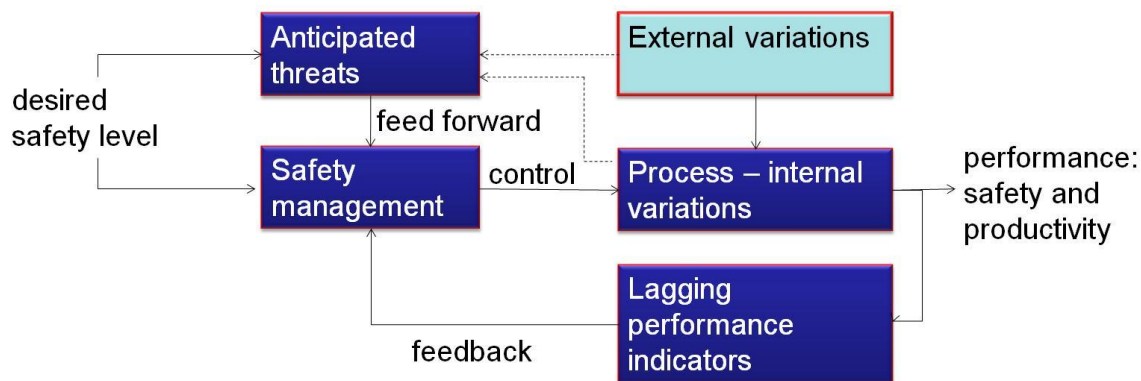 Anticipated
threats
External variations
desired
safety level
feed forward
Safety
management
control
Process – internal
variations
performance:
safety and
productivity
Lagging
performance
indicators
feedback